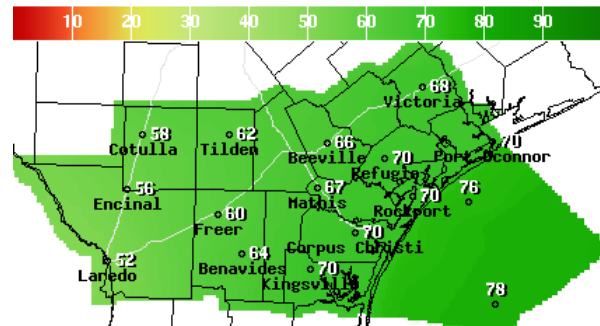 10 20 30 40 50 60 70 80 90
68
Victoria
58
Cotulla
62
Tilden
66
Beeville
70
Port Oconnor
70
Refugio
56
Encinal
67
Mathis
70
Rockport
76
60
Freer
70
Corpus Christi
52
Laredo
64
Benavides
70
Kingsville
78